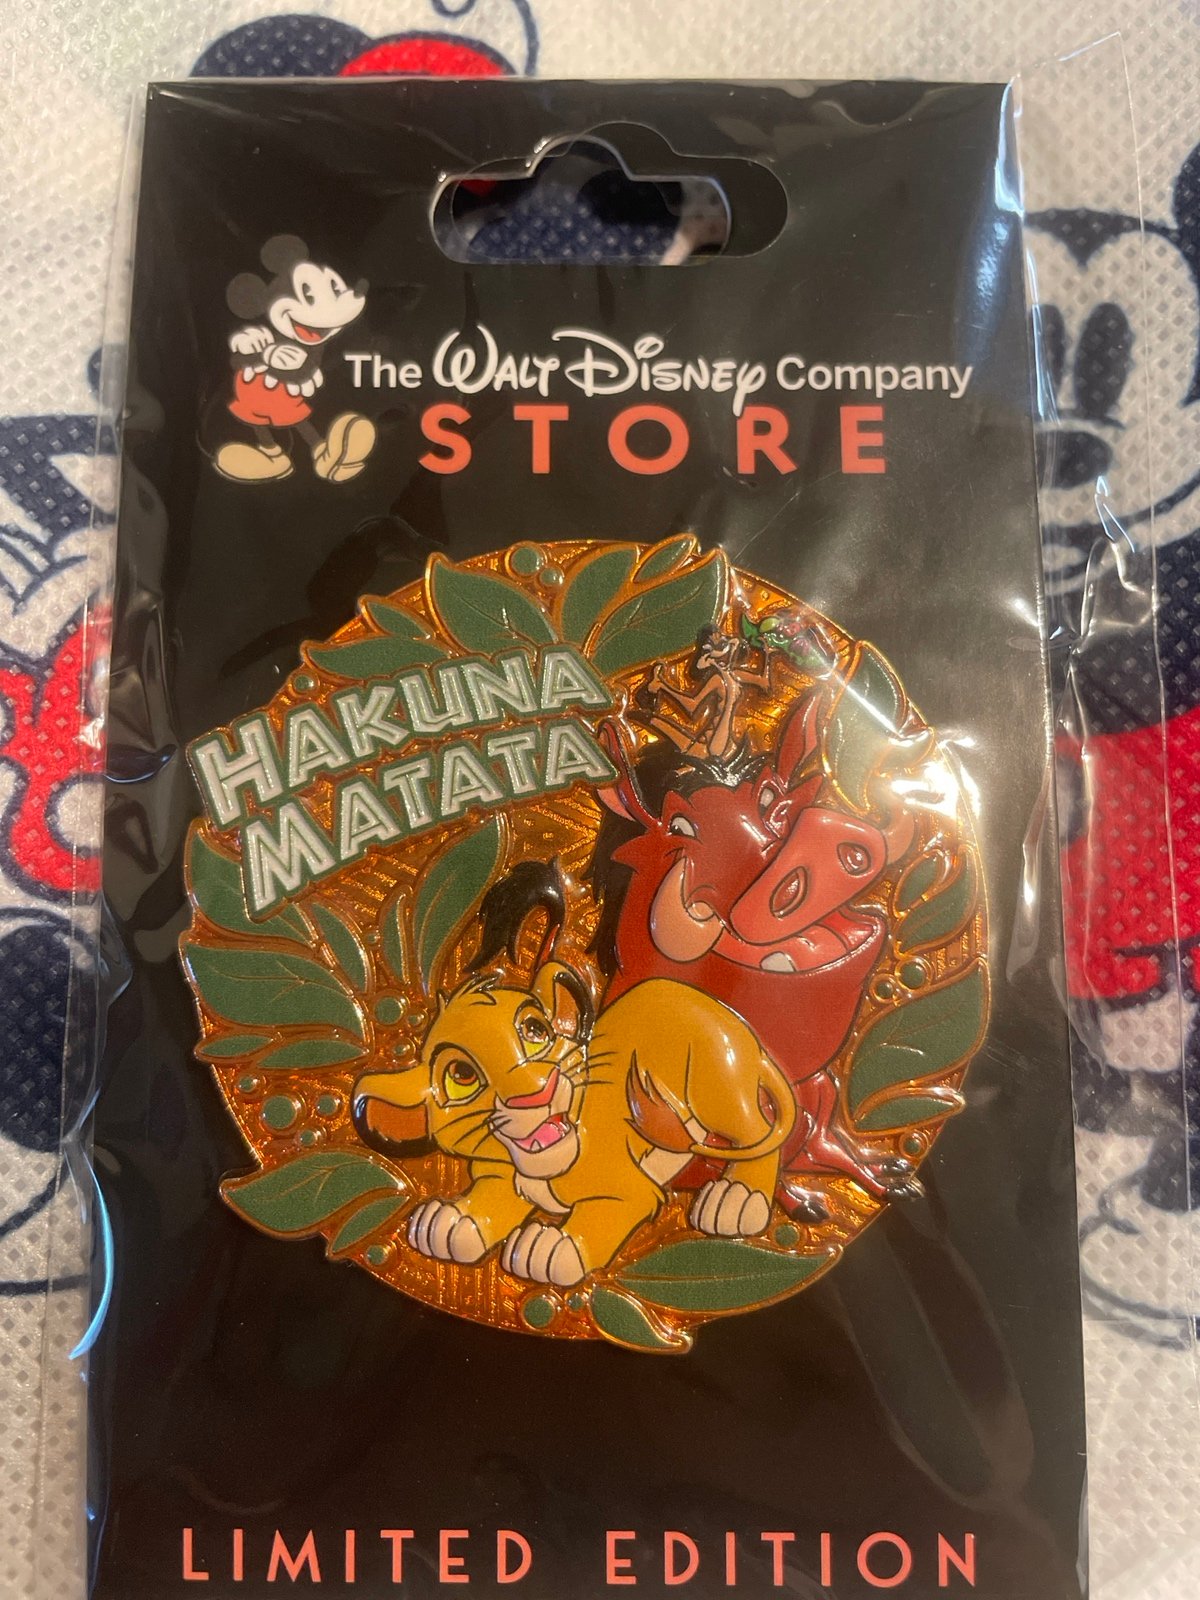 The WALT DISNEY Company
STORE
HAKUNA
MATATA
LIMITED EDITION